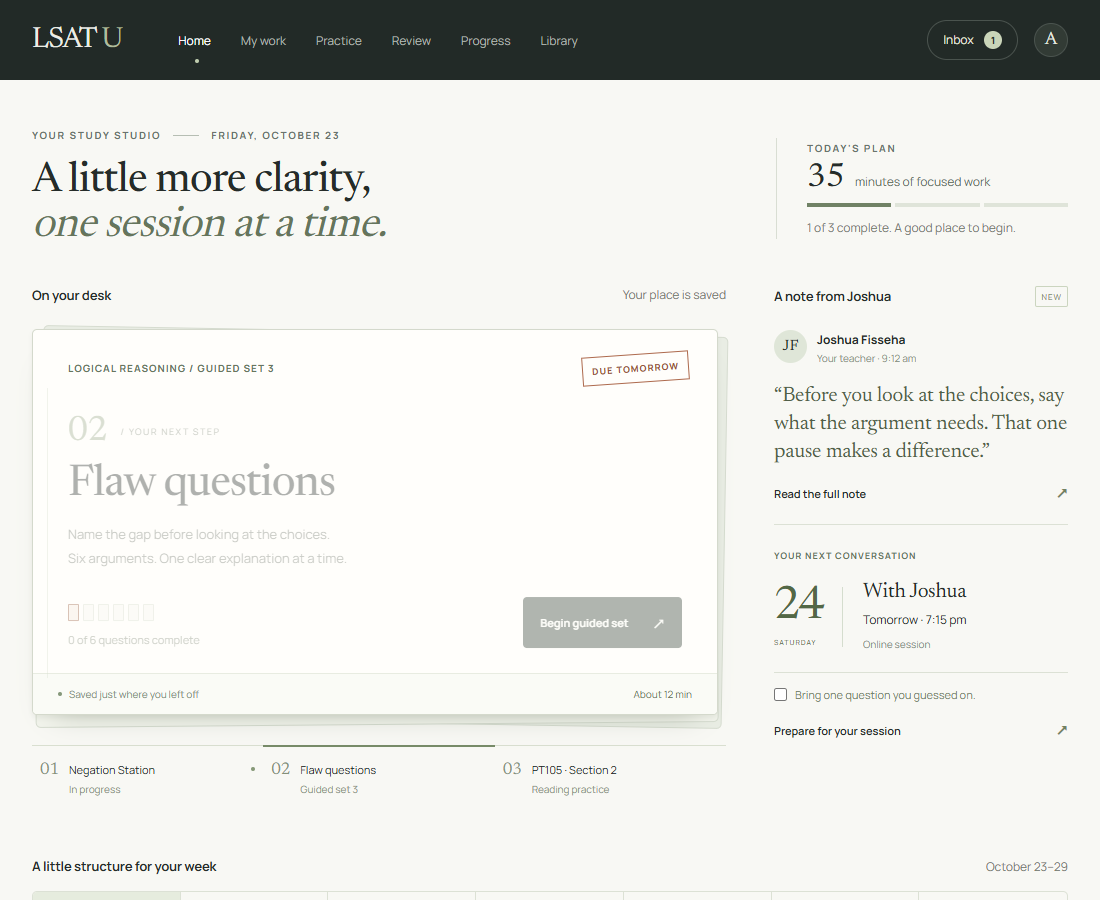 LSAT U
Home
My work
Practice
Review
Progress
Library
Inbox 1
A
YOUR STUDY STUDIO
FRIDAY, OCTOBER 23
A little more clarity,
one session at a time.
TODAY'S PLAN
35 minutes of focused work
1 of 3 complete. A good place to begin.
On your desk
Your place is saved
LOGICAL REASONING / GUIDED SET 3
DUE TOMORROW
02 / YOUR NEXT STEP
Flaw questions
Name the gap before looking at the choices.
Six arguments. One clear explanation at a time.
0 of 6 questions complete
Begin guided set ↗
Saved just where you left off
About 12 min
01 Negation Station
In progress
02 Flaw questions
Guided set 3
03 PT105 · Section 2
Reading practice
A note from Joshua
NEW
JF
Joshua Fisseha
Your teacher · 9:12 am
“Before you look at the choices, say
what the argument needs. That one
pause makes a difference.”
Read the full note ↗
YOUR NEXT CONVERSATION
24
SATURDAY
With Joshua
Tomorrow · 7:15 pm
Online session
Bring one question you guessed on.
Prepare for your session ↗
A little structure for your week
October 23–29